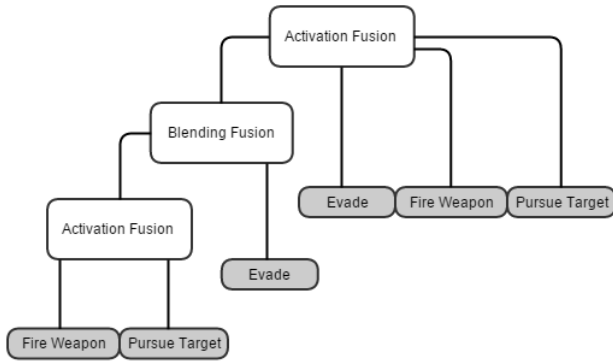 Activation Fusion
Blending Fusion
Evade
Fire Weapon
Pursue Target
Activation Fusion
Evade
Fire Weapon
Pursue Target